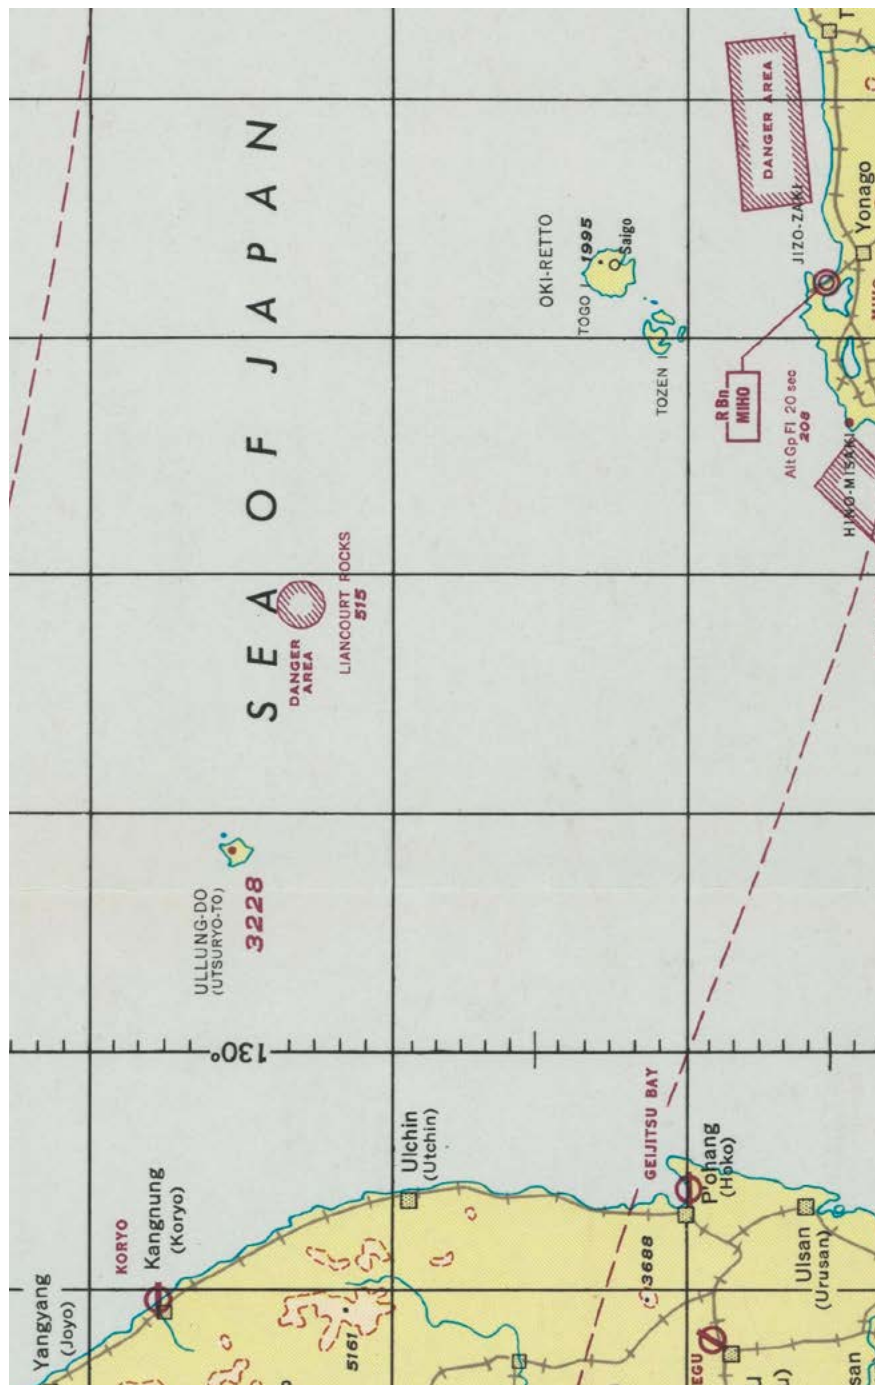 SEA OF JAPAN
DANGER AREA
DANGER
AREA
LIANCOURT ROCKS
515
ULLUNG-DO
(UTSURYO-TO)
3228
130°
OKI-RETTO
TOGO I
1995
Saigo
TOZEN I
JIZO-ZAKI
Yonago
R Bn
MIHO
Alt Gp Fl 20 sec
208
HINO-MISAKI
GEIJITSU BAY
P'ohang
(Hoko)
Ulchin
(Utchin)
KORYO
Kangnung
(Koryo)
Yangyang
(Joyo)
5161
3688
Ulsan
(Urusan)